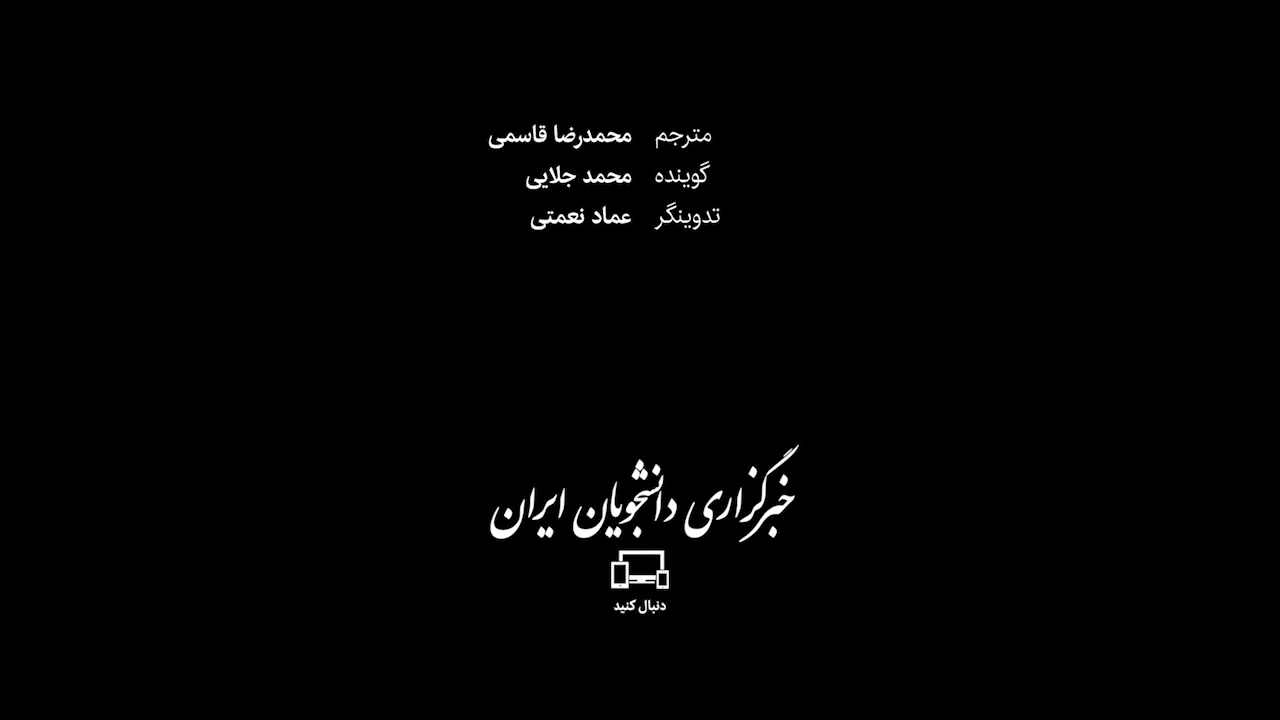 مترجم محمدرضا قاسمی
گوینده محمد جلایی
تدوینگر عماد نعمتی
خبرگزاری دانشجویان ایران
دنبال کنید